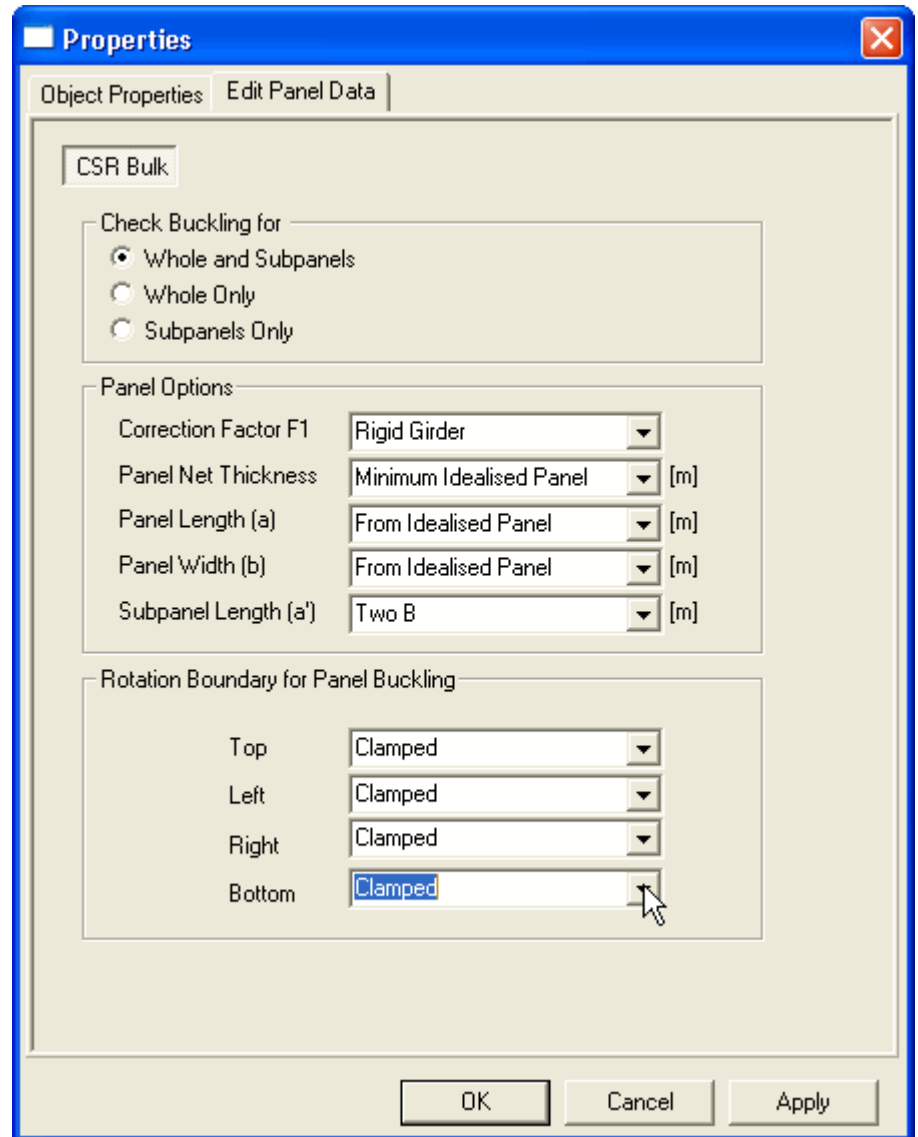 Properties
Object Properties Edit Panel Data
CSR Bulk
Check Buckling for
Whole and Subpanels
Whole Only
Subpanels Only
Panel Options
Correction Factor F1 Rigid Girder
Panel Net Thickness Minimum Idealised Panel [m]
Panel Length (a) From Idealised Panel [m]
Panel Width (b) From Idealised Panel [m]
Subpanel Length (a') Two B [m]
Rotation Boundary for Panel Buckling
Top Clamped
Left Clamped
Right Clamped
Bottom Clamped
OK Cancel Apply